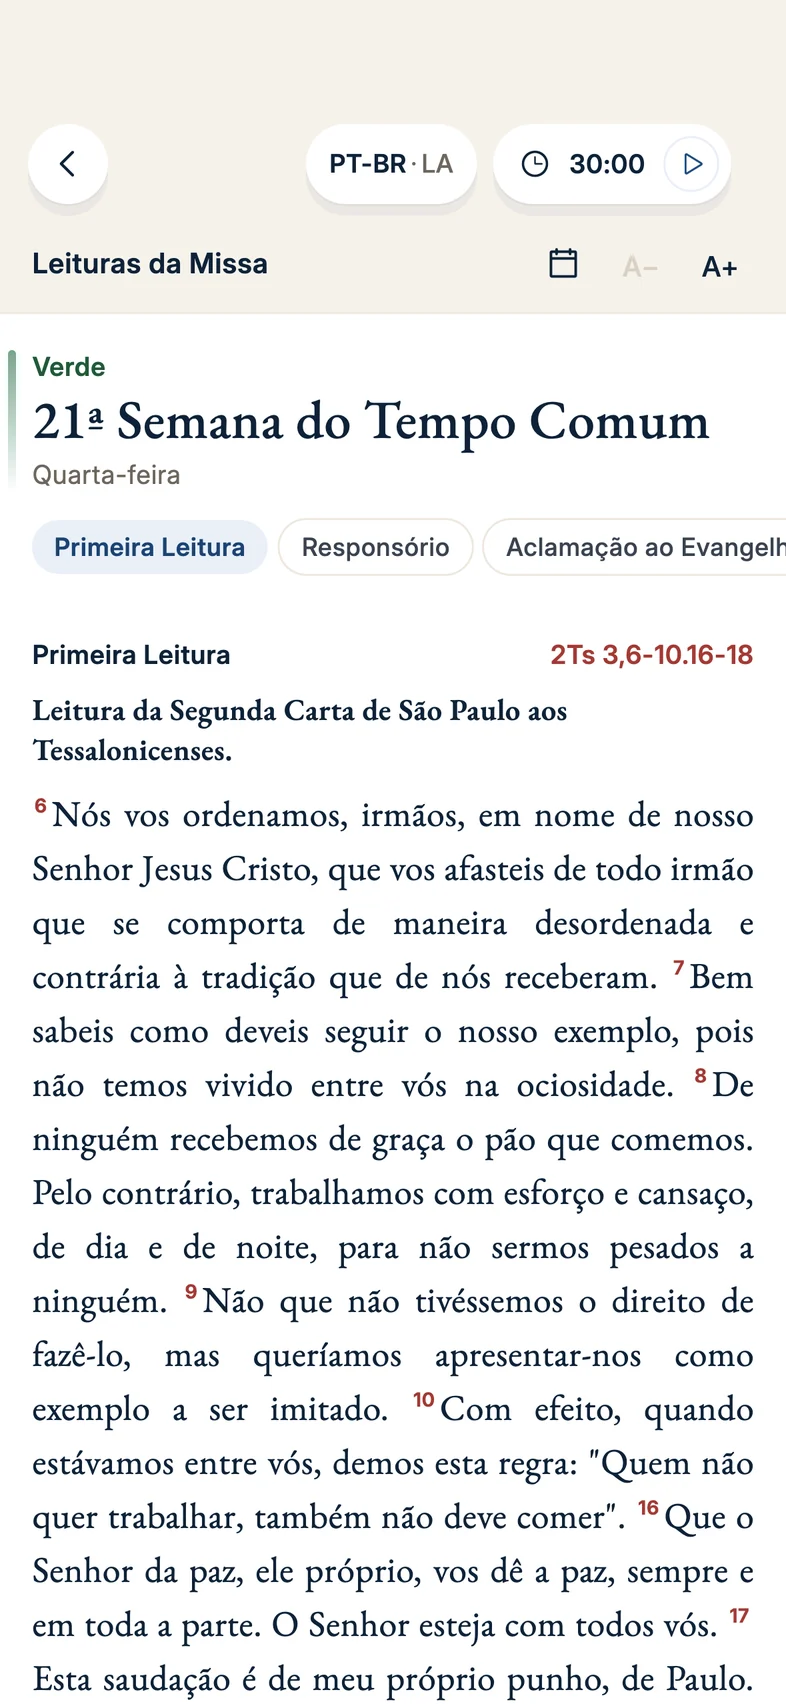 PT-BR · LA
30:00
Leituras da Missa
A−
A+
Verde
21ª Semana do Tempo Comum
Quarta-feira
Primeira Leitura
Responsório
Aclamação ao Evangelh
Primeira Leitura
2Ts 3,6-10.16-18
Leitura da Segunda Carta de São Paulo aos
Tessalonicenses.
6 Nós vos ordenamos, irmãos, em nome de nosso
Senhor Jesus Cristo, que vos afasteis de todo irmão
que se comporta de maneira desordenada e
contrária à tradição que de nós receberam. 7 Bem
sabeis como deveis seguir o nosso exemplo, pois
não temos vivido entre vós na ociosidade. 8 De
ninguém recebemos de graça o pão que comemos.
Pelo contrário, trabalhamos com esforço e cansaço,
de dia e de noite, para não sermos pesados a
ninguém. 9 Não que não tivéssemos o direito de
fazê-lo, mas queríamos apresentar-nos como
exemplo a ser imitado. 10 Com efeito, quando
estávamos entre vós, demos esta regra: "Quem não
quer trabalhar, também não deve comer". 16 Que o
Senhor da paz, ele próprio, vos dê a paz, sempre e
em toda a parte. O Senhor esteja com todos vós. 17
Esta saudação é de meu próprio punho, de Paulo.